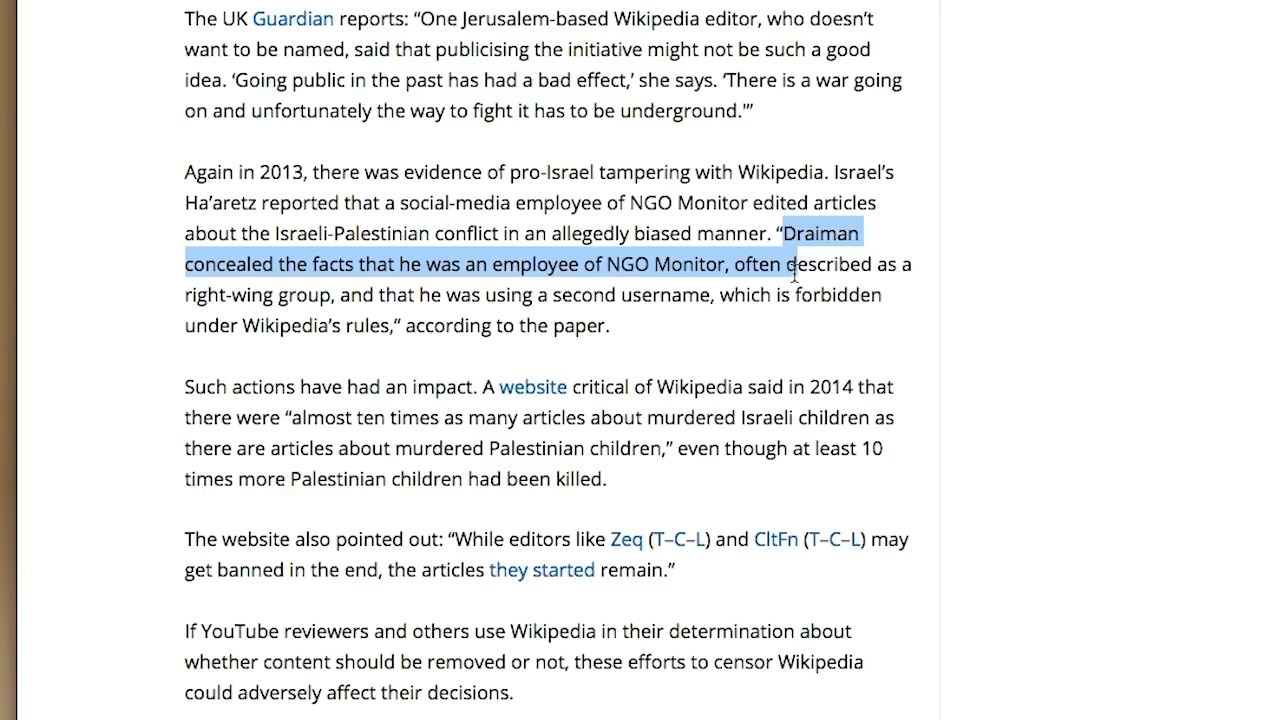 The UK Guardian reports: “One Jerusalem-based Wikipedia editor, who doesn’t
want to be named, said that publicising the initiative might not be such a good
idea. ‘Going public in the past has had a bad effect,’ she says. ‘There is a war going
on and unfortunately the way to fight it has to be underground.’”
Again in 2013, there was evidence of pro-Israel tampering with Wikipedia. Israel’s
Ha’aretz reported that a social-media employee of NGO Monitor edited articles
about the Israeli-Palestinian conflict in an allegedly biased manner. “Draiman
concealed the facts that he was an employee of NGO Monitor, often described as a
right-wing group, and that he was using a second username, which is forbidden
under Wikipedia’s rules,” according to the paper.
Such actions have had an impact. A website critical of Wikipedia said in 2014 that
there were “almost ten times as many articles about murdered Israeli children as
there are articles about murdered Palestinian children,” even though at least 10
times more Palestinian children had been killed.
The website also pointed out: “While editors like Zeq (T–C–L) and CltFn (T–C–L) may
get banned in the end, the articles they started remain.”
If YouTube reviewers and others use Wikipedia in their determination about
whether content should be removed or not, these efforts to censor Wikipedia
could adversely affect their decisions.